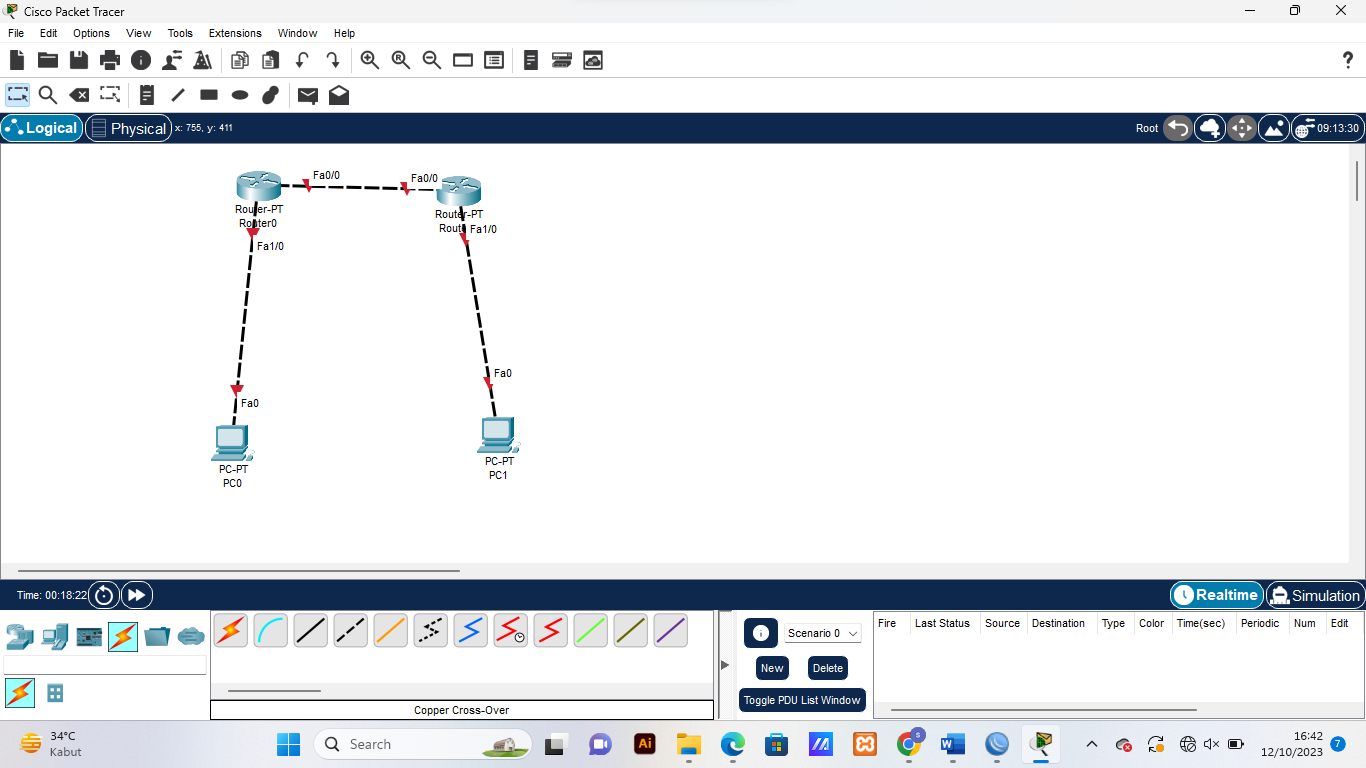 Cisco Packet Tracer
File Edit Options View Tools Extensions Window Help
Logical Physical x: 755, y: 411 Root 09:13:30
Fa0/0 Fa0/0
Router-PT Router-PT
Router0 Fa1/0
Fa1/0
Fa0
Fa0
PC-PT PC-PT
PC0 PC1
Time: 00:18:22 Realtime Simulation
Scenario 0
New Delete
Toggle PDU List Window
Fire Last Status Source Destination Type Color Time(sec) Periodic Num Edit
Copper Cross-Over
34°C
Kabut
Search
Ai
W
S
16:42
12/10/2023
7